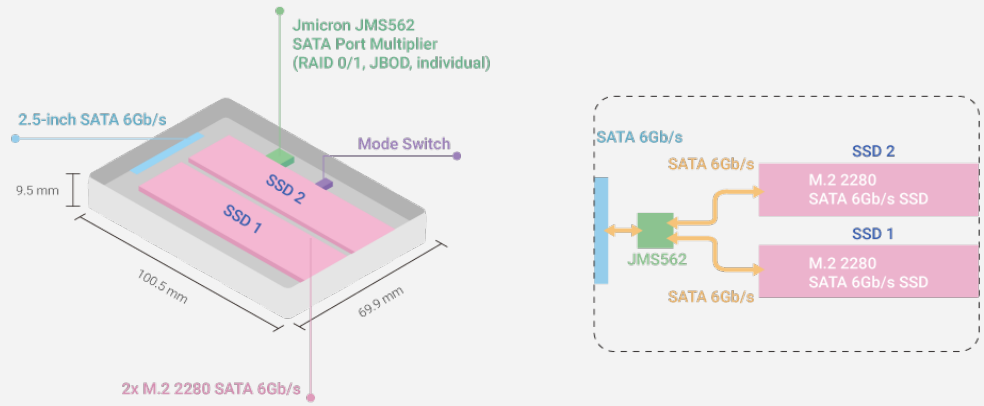 Jmicron JMS562
SATA Port Multiplier
(RAID 0/1, JBOD, individual)
2.5-inch SATA 6Gb/s
Mode Switch
9.5 mm
SSD 2
SSD 1
100.5 mm
69.9 mm
2x M.2 2280 SATA 6Gb/s
SATA 6Gb/s
SSD 2
SATA 6Gb/s
M.2 2280
SATA 6Gb/s SSD
SSD 1
JMS562
M.2 2280
SATA 6Gb/s SSD
SATA 6Gb/s